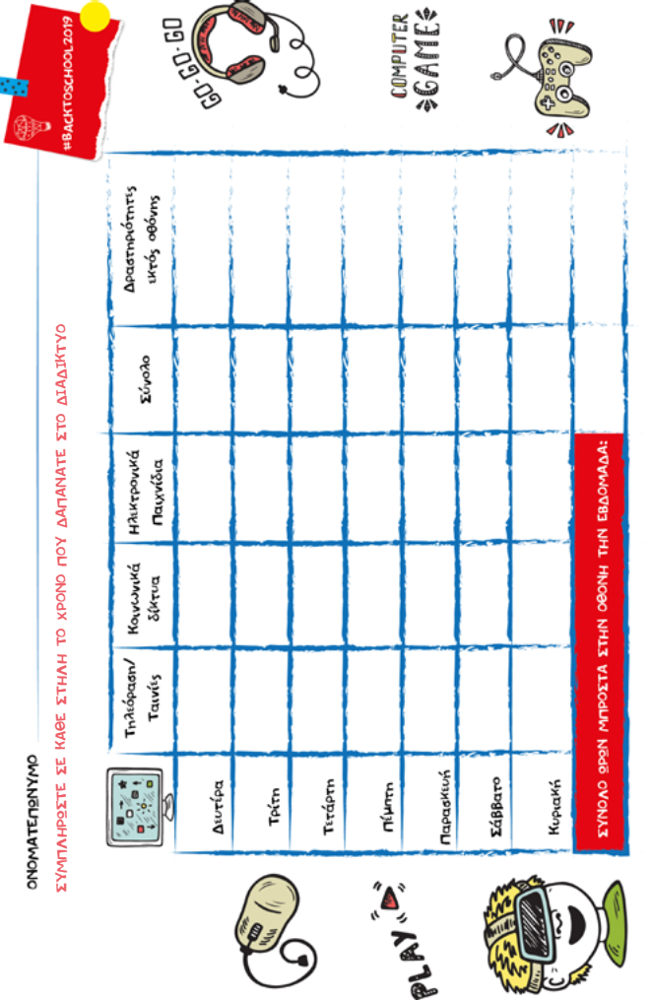 #BACKTOSCHOOL2019
ΟΝΟΜΑΤΕΠΩΝΥΜΟ
ΣΥΜΠΛΗΡΩΣΤΕ ΣΕ ΚΑΘΕ ΣΤΗΛΗ ΤΟ ΧΡΟΝΟ ΠΟΥ ΔΑΠΑΝΑΤΕ ΣΤΟ ΔΙΑΔΙΚΤΥΟ
Τηλεόραση/
Ταινίες
Κοινωνικά
δίκτυα
Ηλεκτρονικά
Παιχνίδια
Σύνολο
Δραστηριότητες
εκτός οθόνης
Δευτέρα
Τρίτη
Τετάρτη
Πέμπτη
Παρασκευή
Σάββατο
Κυριακή
ΣΥΝΟΛΟ ΩΡΩΝ ΜΠΡΟΣΤΑ ΣΤΗΝ ΟΘΟΝΗ ΤΗΝ ΕΒΔΟΜΑΔΑ:
GO-GO-GO
COMPUTER
GAME
PLAY